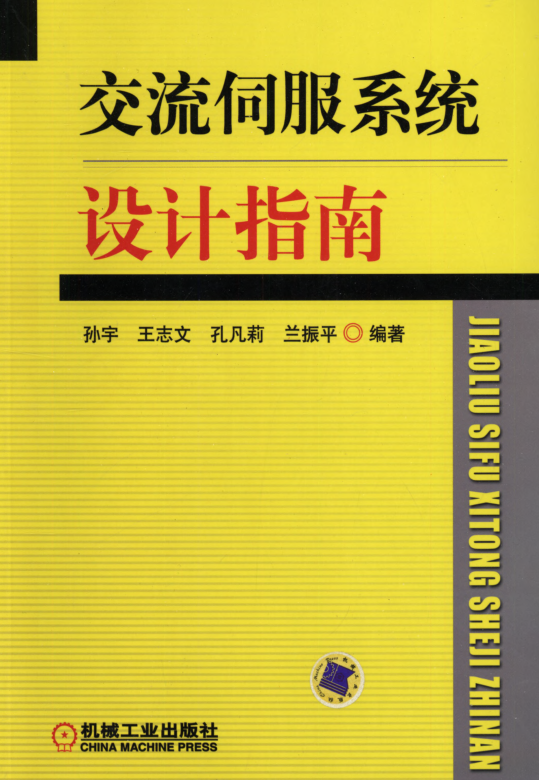 交流伺服系统
设计指南
孙宇 王志文 孔凡莉 兰振平 ◎ 编著
JIAOLIU SIFU XITONG SHEJI ZHINAN
机械工业出版社
CHINA MACHINE PRESS